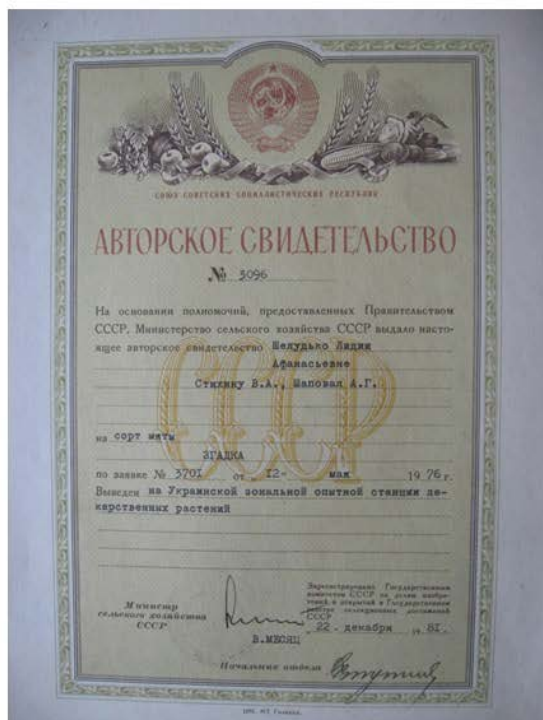 СОЮЗ СОВЕТСКИХ СОЦИАЛИСТИЧЕСКИХ РЕСПУБЛИК
АВТОРСКОЕ СВИДЕТЕЛЬСТВО
№ 3096
На основании полномочий, предоставленных Правительством
СССР, Министерство сельского хозяйства СССР выдало насто-
ящее авторское свидетельство Шелудько Лидии
Афанасьевне
Стихину В.А., Шаповал А.Г.
СССР
на сорт мяты
ЗГАДКА
по заявке № 3701 от 12- мая 1976 г.
Выведен на Украинской зональной опытной станции ле-
карственных растений
Министр
сельского хозяйства
СССР
В.МЕСЯЦ
Зарегистрировано Государственным
комитетом СССР по делам изобре-
тений и открытий в Государственном
реестре селекционных достижений
СССР
22 . декабря 1981.
Начальник отдела